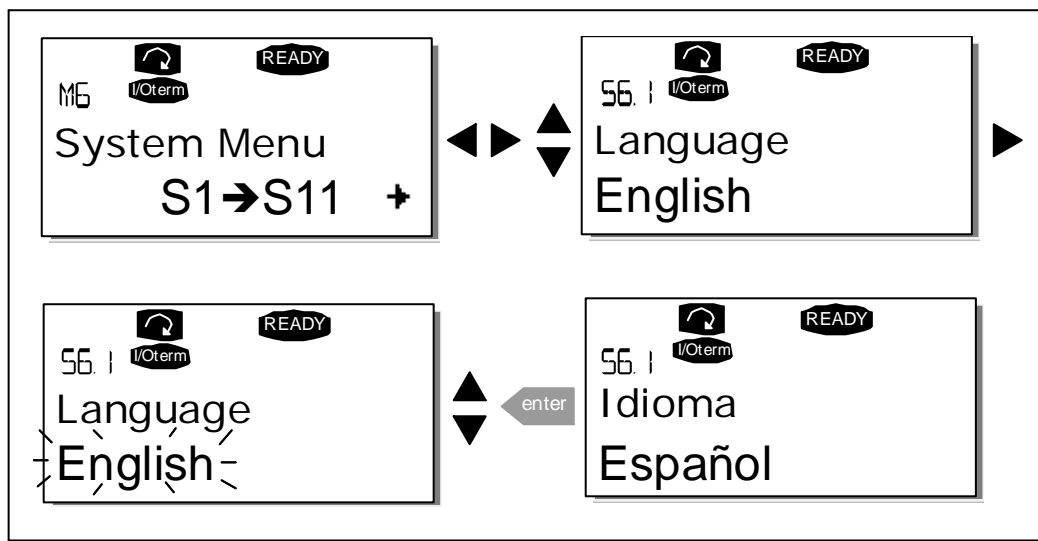 READY
M6 I/Oterm
System Menu
S1➔S11
READY
S6.1 I/Oterm
Language
English
READY
S6.1 I/Oterm
Language
English
enter
READY
S6.1 I/Oterm
Idioma
Español